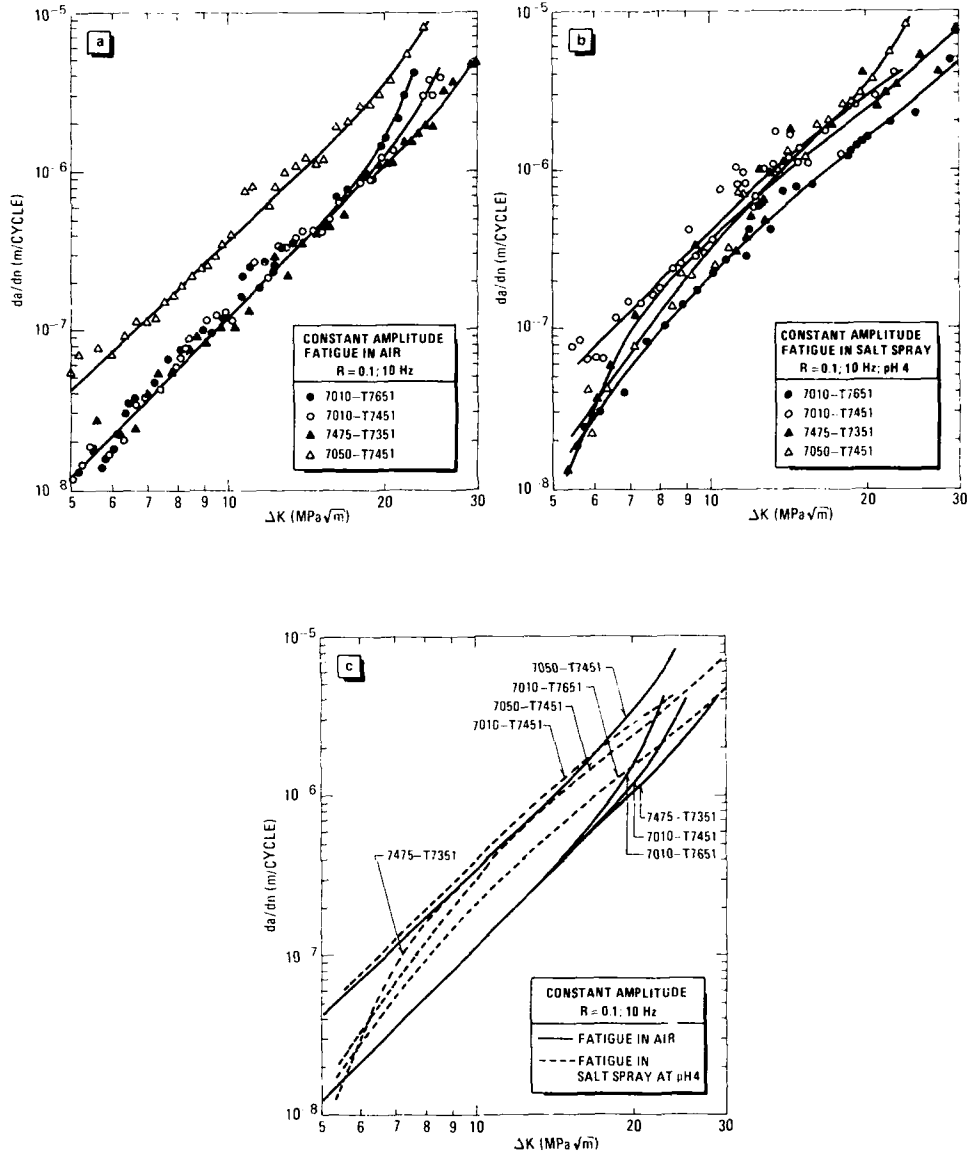 a
10⁻⁵
10⁻⁶
10⁻⁷
10⁻⁸
da/dn (m/CYCLE)
CONSTANT AMPLITUDE
FATIGUE IN AIR
R = 0.1; 10 Hz
● 7010-T7651
○ 7010-T7451
▲ 7475-T7351
△ 7050-T7451
5 6 7 8 9 10 20 30
ΔK (MPa√m)
b
10⁻⁵
10⁻⁶
10⁻⁷
10⁻⁸
da/dn (m/CYCLE)
CONSTANT AMPLITUDE
FATIGUE IN SALT SPRAY
R = 0.1; 10 Hz; pH 4
● 7010-T7651
○ 7010-T7451
▲ 7475-T7351
△ 7050-T7451
5 6 7 8 9 10 20 30
ΔK (MPa√m)
c
10⁻⁵
10⁻⁶
10⁻⁷
10⁻⁸
da/dn (m/CYCLE)
7050-T7451
7010-T7651
7050-T7451
7010-T7451
7475-T7351
7475-T7351
7010-T7451
7010-T7651
CONSTANT AMPLITUDE
R = 0.1; 10 Hz
FATIGUE IN AIR
FATIGUE IN
SALT SPRAY AT pH4
5 6 7 8 9 10 20 30
ΔK (MPa√m)